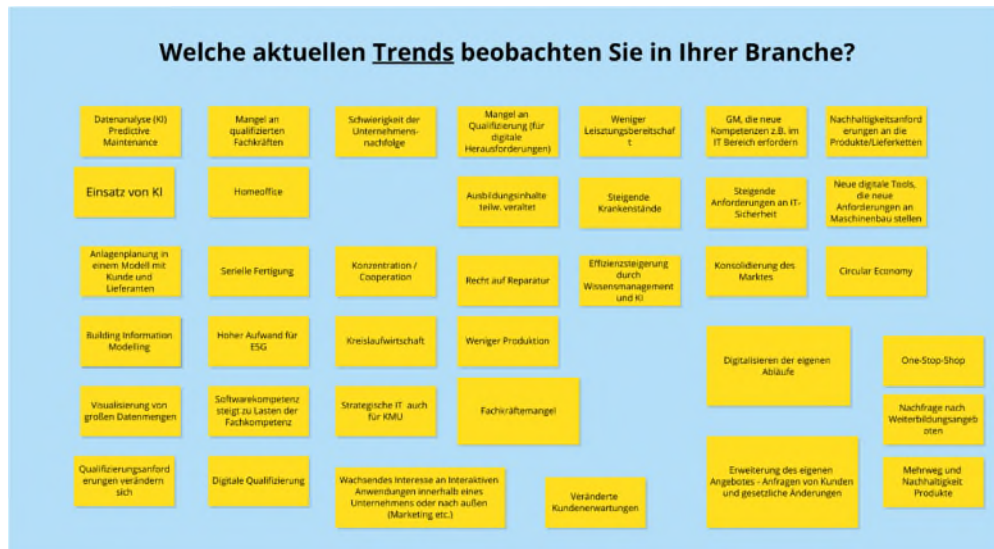 Welche aktuellen Trends beobachten Sie in Ihrer Branche?
Datenanalyse (KI)
Predictive
Maintenance
Mangel an
qualifizierten
Fachkräften
Schwierigkeit der
Unternehmens-
nachfolge
Mangel an
Qualifizierung (für
digitale
Herausforderungen)
Weniger
Leisztungsbereitschaf
t
GM, die neue
Kompetenzen z.B. im
IT Bereich erfordern
Nachhaltigkeitsanford
erungen an die
Produkte/Lieferketten
Einsatz von KI
Homeoffice
Ausbildungsinhalte
teilw. veraltet
Steigende
Krankenstände
Steigende
Anforderungen an IT-
Sicherheit
Neue digitale Tools,
die neue
Anforderungen an
Maschinenbau stellen
Anlagenplanung in
einem Modell mit
Kunde und
Lieferanten
Serielle Fertigung
Konzentration /
Cooperation
Recht auf Reparatur
Effizienzsteigerung
durch
Wissensmanagement
und KI
Konsolidierung des
Marktes
Circular Economy
Building Information
Modelling
Hoher Aufwand für
ESG
Kreislaufwirtschaft
Weniger Produktion
Digitalisieren der eigenen
Abläufe
One-Stop-Shop
Visualisierung von
großen Datenmengen
Softwarekompetenz
steigt zu Lasten der
Fachkompetenz
Strategische IT auch
für KMU
Fachkräftemangel
Nachfrage nach
Weiterbildungsangeb
oten
Qualifizierungsanford
erungen verändern
sich
Digitale Qualifizierung
Wachsendes Interesse an Interaktiven
Anwendungen innerhalb eines
Unternehmens oder nach außen
(Marketing etc.)
Veränderte
Kundenerwartungen
Erweiterung des eigenen
Angebotes - Anfragen von Kunden
und gesetzliche Änderungen
Mehrweg und
Nachhaltigkeit
Produkte